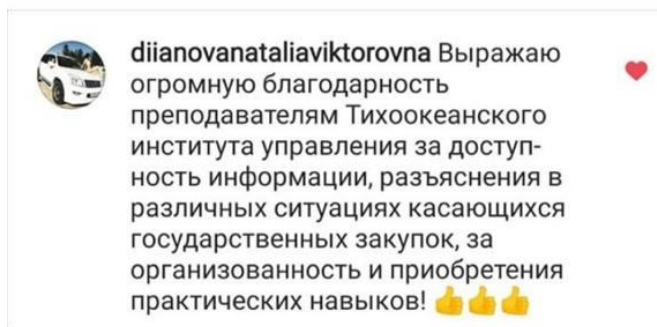 diianovanataliaviktorovna Выражаю
огромную благодарность
преподавателям Тихоокеанского
института управления за доступ-
ность информации, разъяснения в
различных ситуациях касающихся
государственных закупок, за
организованность и приобретения
практических навыков! 👍👍👍